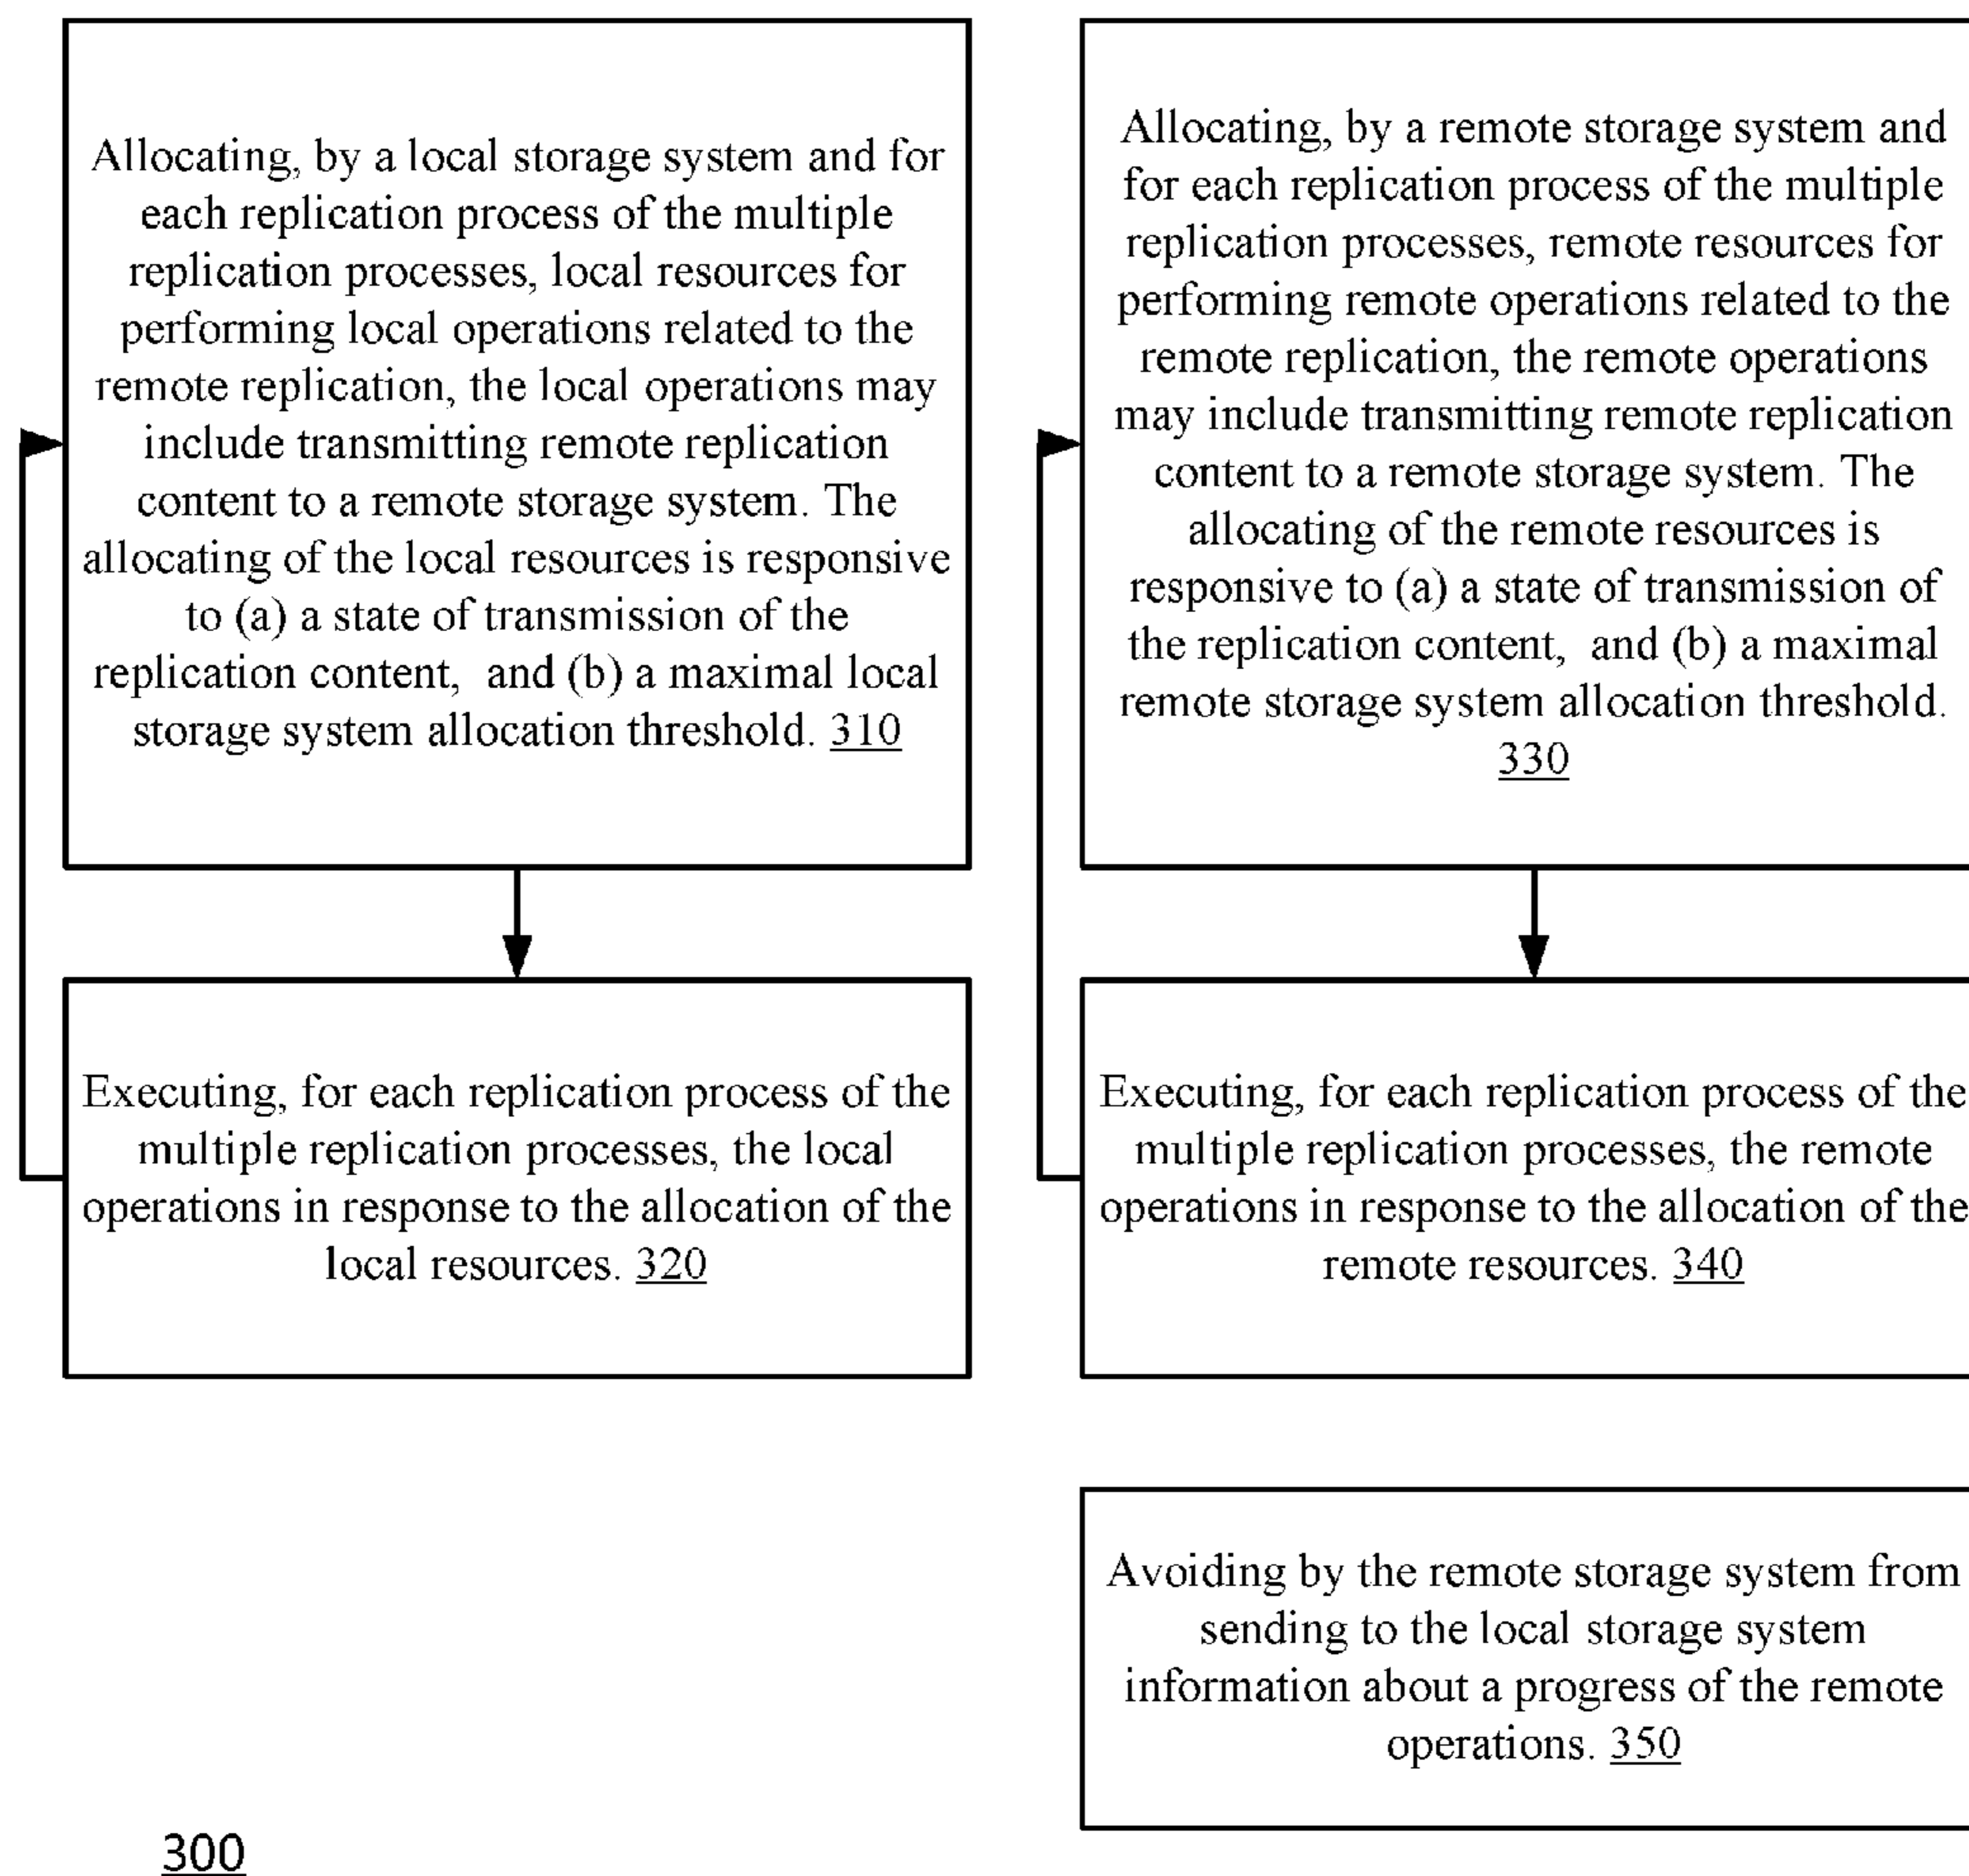 Allocating, by a local storage system and for
each replication process of the multiple
replication processes, local resources for
performing local operations related to the
remote replication, the local operations may
include transmitting remote replication
content to a remote storage system. The
allocating of the local resources is responsive
to (a) a state of transmission of the
replication content,  and (b) a maximal local
storage system allocation threshold. 310
Executing, for each replication process of the
multiple replication processes, the local
operations in response to the allocation of the
local resources. 320
Allocating, by a remote storage system and
for each replication process of the multiple
replication processes, remote resources for
performing remote operations related to the
remote replication, the remote operations
may include transmitting remote replication
content to a remote storage system. The
allocating of the remote resources is
responsive to (a) a state of transmission of
the replication content,  and (b) a maximal
remote storage system allocation threshold.
330
Executing, for each replication process of the
multiple replication processes, the remote
operations in response to the allocation of the
remote resources. 340
Avoiding by the remote storage system from
sending to the local storage system
information about a progress of the remote
operations. 350
300